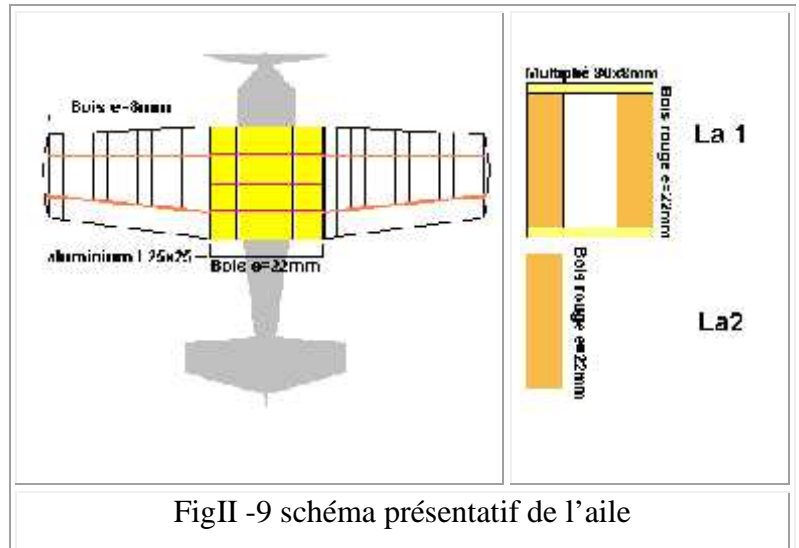 Bois e=8mm
aluminium L 25x25
Bois e=22mm
Multiplié 90x8mm
Bois rouge e=22mm
La 1
Bois rouge e=22mm
La2
FigII -9 schéma présentatif de l’aile